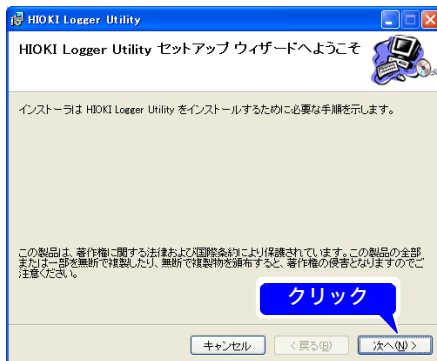 HIOKI Logger Utility
HIOKI Logger Utility セットアップ ウィザードへようこそ
インストーラは HIOKI Logger Utility をインストールするために必要な手順を示します。
この製品は、著作権に関する法律および国際条約により保護されています。この製品の全部
または一部を無断で複製したり、無断で複製物を頒布すると、著作権の侵害となりますのでご
注意ください。
クリック
キャンセル
< 戻る(B)
次へ(N) >